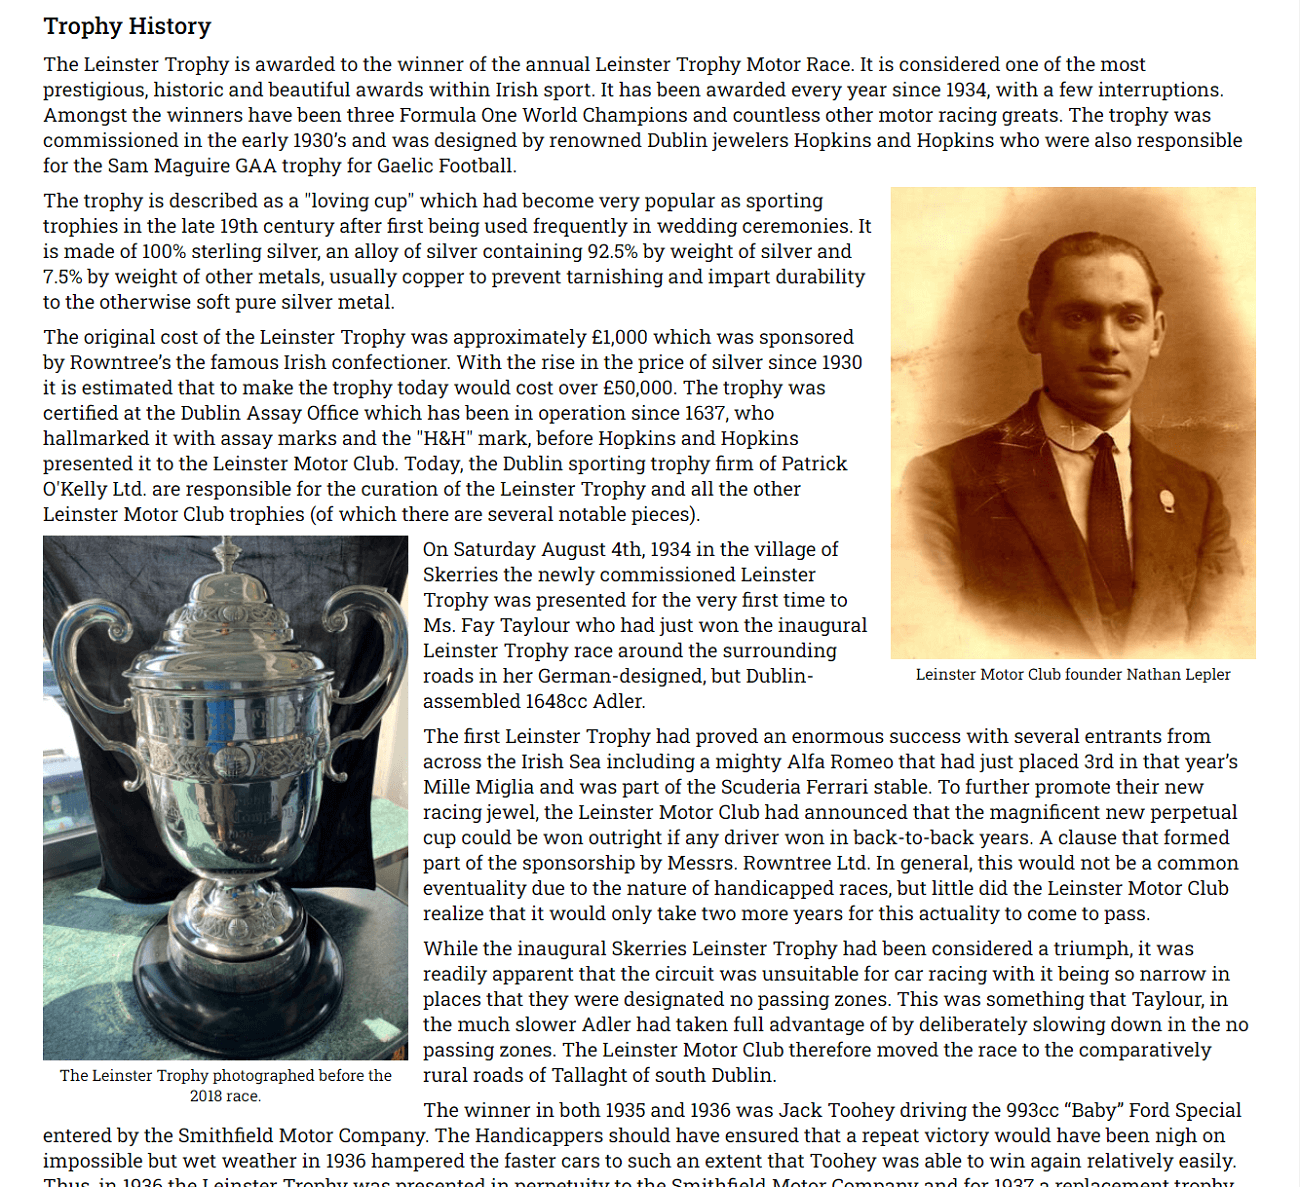 Trophy History
The Leinster Trophy is awarded to the winner of the annual Leinster Trophy Motor Race. It is considered one of the most
prestigious, historic and beautiful awards within Irish sport. It has been awarded every year since 1934, with a few interruptions.
Amongst the winners have been three Formula One World Champions and countless other motor racing greats. The trophy was
commissioned in the early 1930’s and was designed by renowned Dublin jewelers Hopkins and Hopkins who were also responsible
for the Sam Maguire GAA trophy for Gaelic Football.
The trophy is described as a "loving cup" which had become very popular as sporting
trophies in the late 19th century after first being used frequently in wedding ceremonies. It
is made of 100% sterling silver, an alloy of silver containing 92.5% by weight of silver and
7.5% by weight of other metals, usually copper to prevent tarnishing and impart durability
to the otherwise soft pure silver metal.
The original cost of the Leinster Trophy was approximately £1,000 which was sponsored
by Rowntree’s the famous Irish confectioner. With the rise in the price of silver since 1930
it is estimated that to make the trophy today would cost over £50,000. The trophy was
certified at the Dublin Assay Office which has been in operation since 1637, who
hallmarked it with assay marks and the "H&H" mark, before Hopkins and Hopkins
presented it to the Leinster Motor Club. Today, the Dublin sporting trophy firm of Patrick
O'Kelly Ltd. are responsible for the curation of the Leinster Trophy and all the other
Leinster Motor Club trophies (of which there are several notable pieces).
Leinster Motor Club founder Nathan Lepler
On Saturday August 4th, 1934 in the village of
Skerries the newly commissioned Leinster
Trophy was presented for the very first time to
Ms. Fay Taylour who had just won the inaugural
Leinster Trophy race around the surrounding
roads in her German-designed, but Dublin-
assembled 1648cc Adler.
The first Leinster Trophy had proved an enormous success with several entrants from
across the Irish Sea including a mighty Alfa Romeo that had just placed 3rd in that year’s
Mille Miglia and was part of the Scuderia Ferrari stable. To further promote their new
racing jewel, the Leinster Motor Club had announced that the magnificent new perpetual
cup could be won outright if any driver won in back-to-back years. A clause that formed
part of the sponsorship by Messrs. Rowntree Ltd. In general, this would not be a common
eventuality due to the nature of handicapped races, but little did the Leinster Motor Club
realize that it would only take two more years for this actuality to come to pass.
While the inaugural Skerries Leinster Trophy had been considered a triumph, it was
readily apparent that the circuit was unsuitable for car racing with it being so narrow in
places that they were designated no passing zones. This was something that Taylour, in
the much slower Adler had taken full advantage of by deliberately slowing down in the no
passing zones. The Leinster Motor Club therefore moved the race to the comparatively
rural roads of Tallaght of south Dublin.
The Leinster Trophy photographed before the
2018 race.
The winner in both 1935 and 1936 was Jack Toohey driving the 993cc “Baby” Ford Special
entered by the Smithfield Motor Company. The Handicappers should have ensured that a repeat victory would have been nigh on
impossible but wet weather in 1936 hampered the faster cars to such an extent that Toohey was able to win again relatively easily.
Thus, in 1936 the Leinster Trophy was presented in perpetuity to the Smithfield Motor Company and for 1937 a replacement trophy